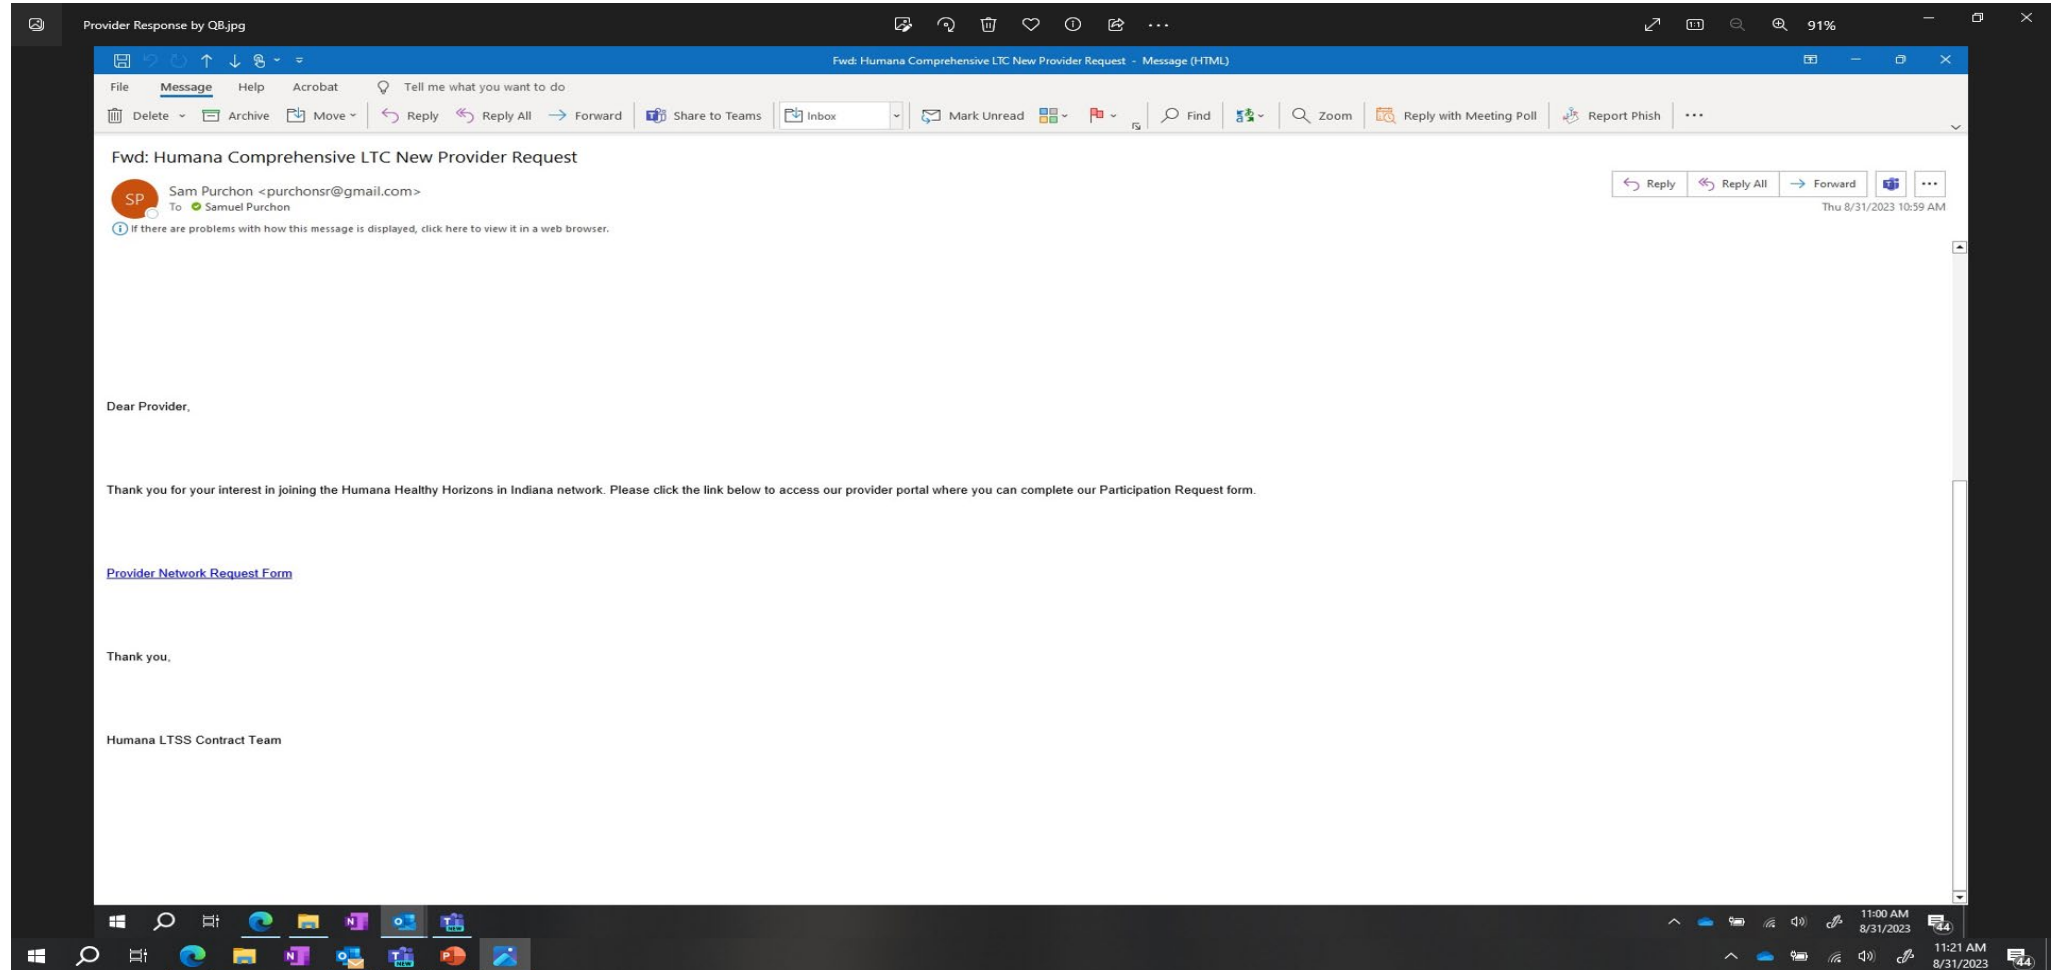 Provider Response by QB.jpg
91%
Fwd: Humana Comprehensive LTC New Provider Request - Message (HTML)
File Message Help Acrobat Tell me what you want to do
Delete Archive Move Reply Reply All Forward Share to Teams Inbox Mark Unread Find Zoom Reply with Meeting Poll Report Phish
Fwd: Humana Comprehensive LTC New Provider Request
SP
Sam Purchon <purchonsr@gmail.com>
To Samuel Purchon
Reply Reply All Forward
Thu 8/31/2023 10:59 AM
If there are problems with how this message is displayed, click here to view it in a web browser.
Dear Provider,
Thank you for your interest in joining the Humana Healthy Horizons in Indiana network. Please click the link below to access our provider portal where you can complete our Participation Request form.
Provider Network Request Form
Thank you,
Humana LTSS Contract Team
11:00 AM
8/31/2023
44
11:21 AM
8/31/2023
44